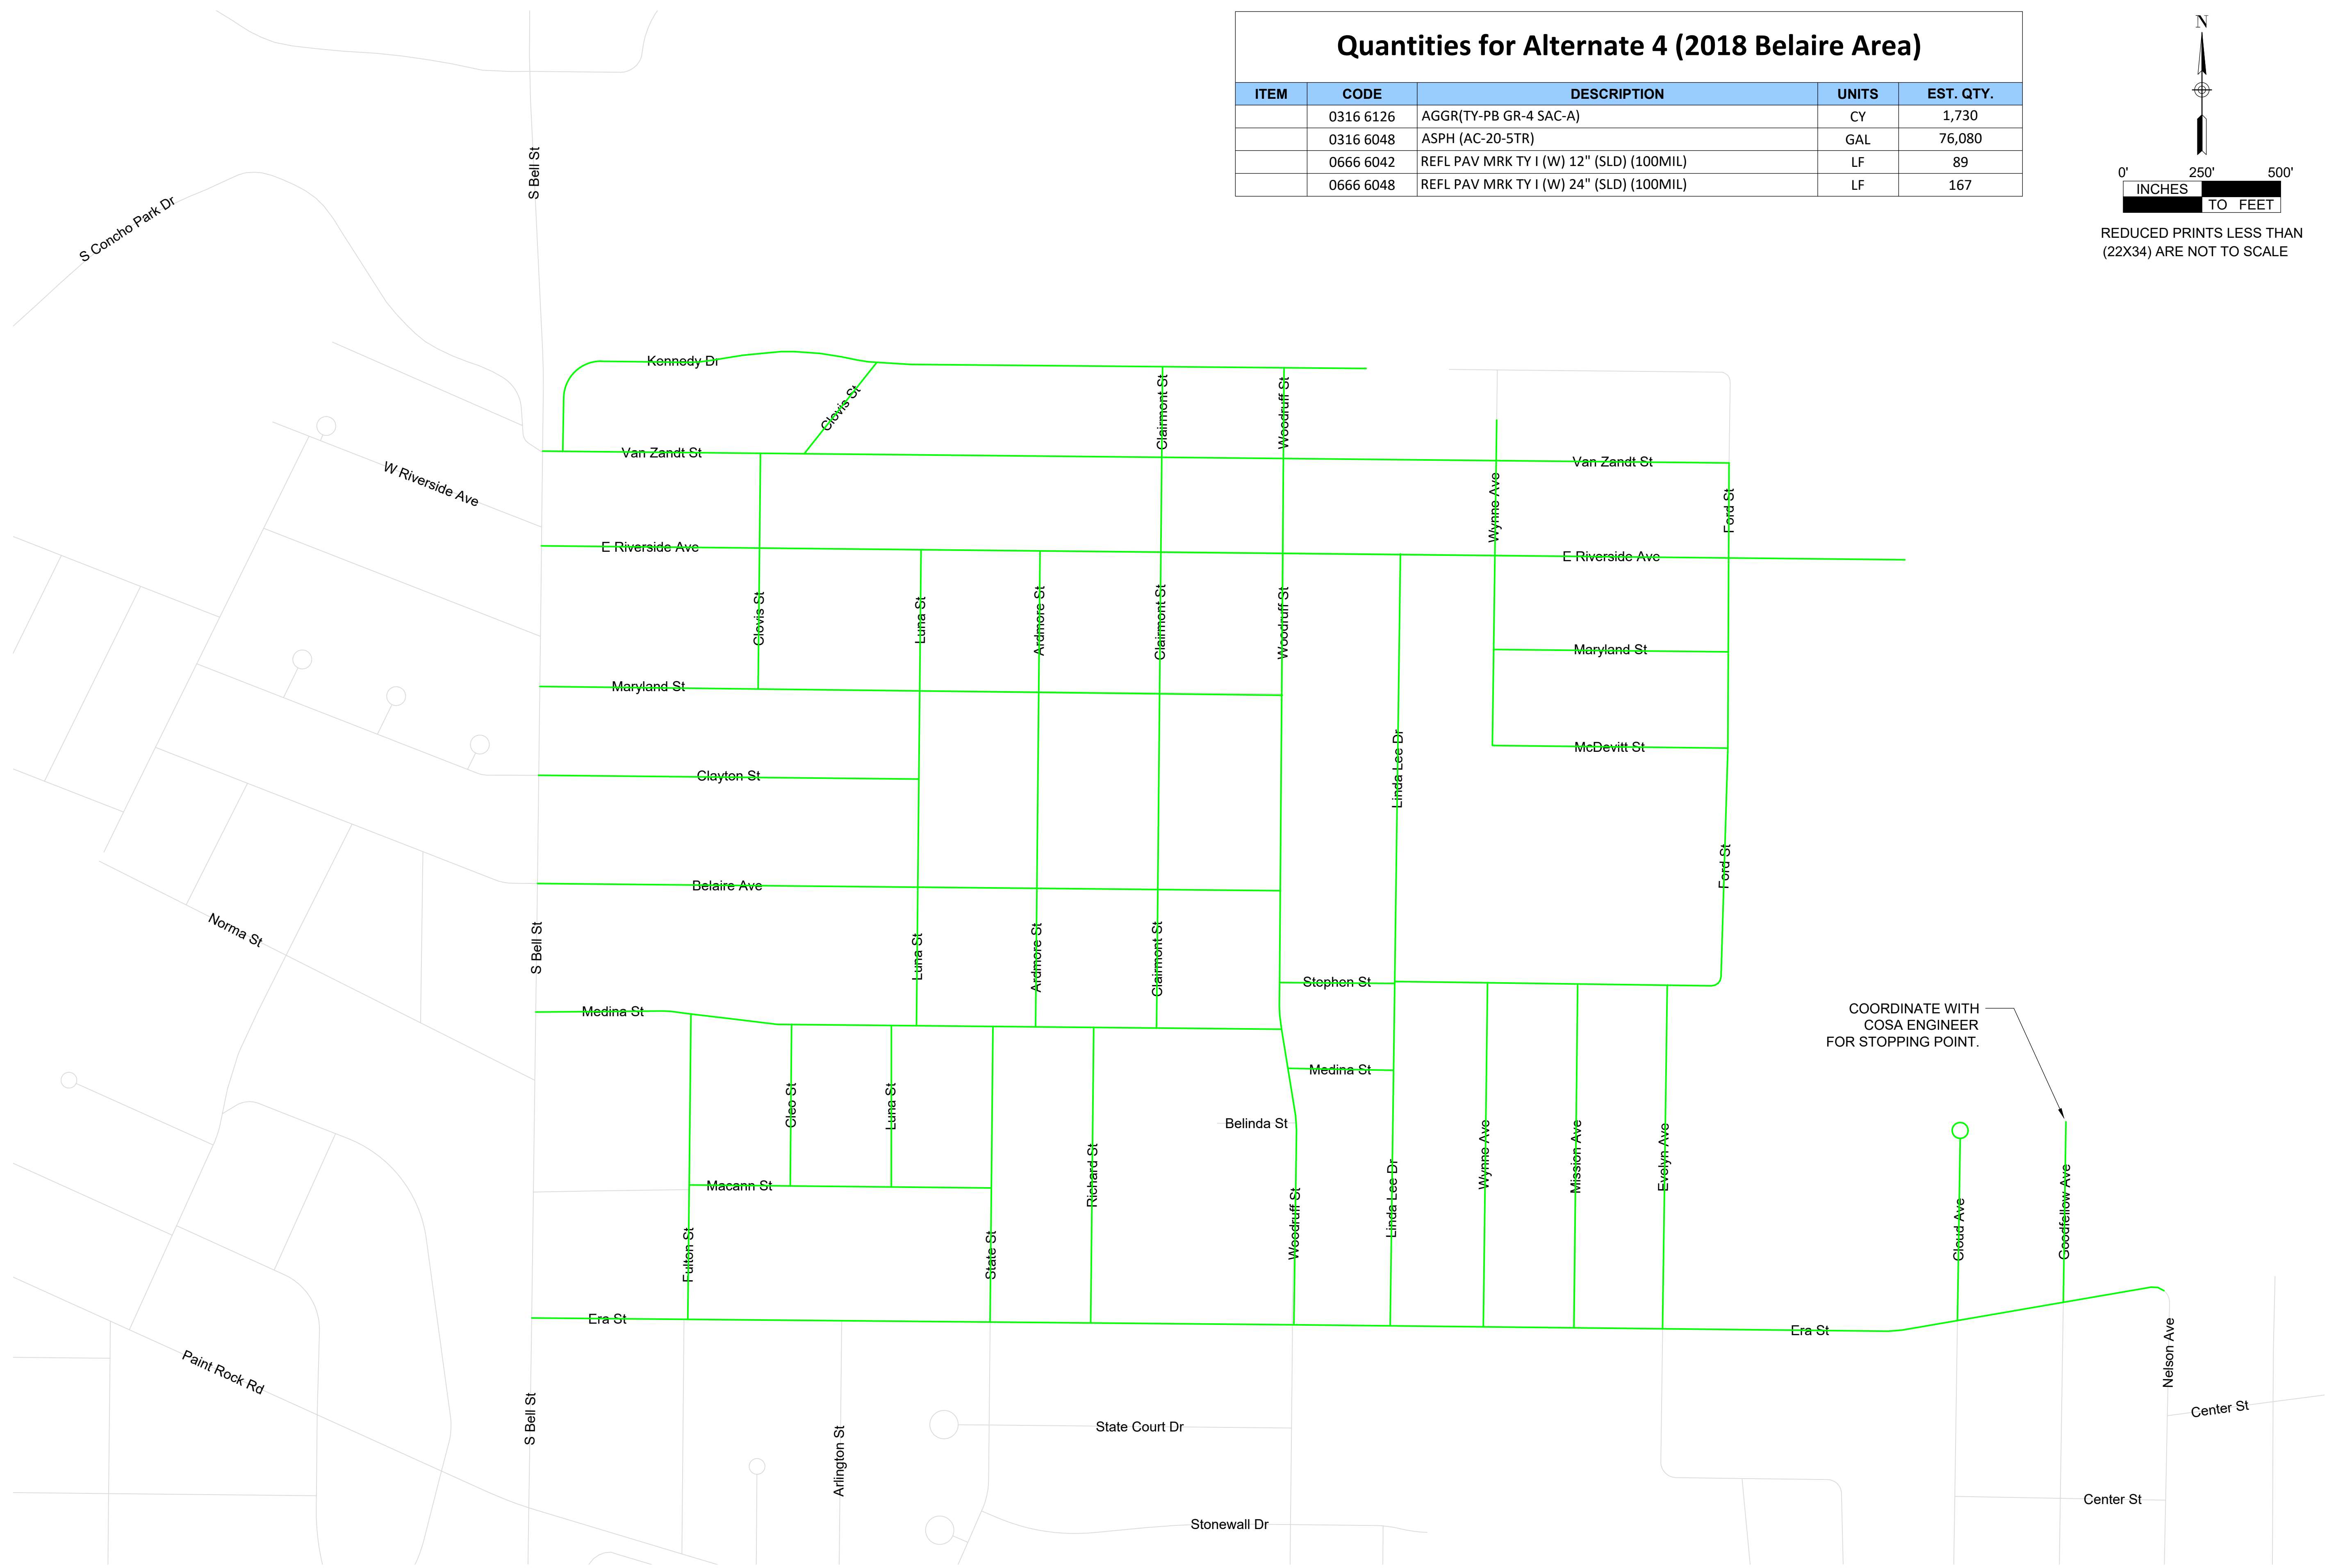 Quantities for Alternate 4 (2018 Belaire Area)
ITEM CODE DESCRIPTION UNITS EST. QTY.
0316 6126 AGGR(TY-PB GR-4 SAC-A) CY 1,730
0316 6048 ASPH (AC-20-5TR) GAL 76,080
0666 6042 REFL PAV MRK TY I (W) 12" (SLD) (100MIL) LF 89
0666 6048 REFL PAV MRK TY I (W) 24" (SLD) (100MIL) LF 167
N
0' 250' 500'
INCHES
TO FEET
REDUCED PRINTS LESS THAN
(22X34) ARE NOT TO SCALE
S Bell St
S Concho Park Dr
Kennedy Dr
Clovis St
Clairmont St
Woodruff St
Van Zandt St
Van Zandt St
W Riverside Ave
Wynne Ave
Ford St
E Riverside Ave
E Riverside Ave
Clovis St
Luna St
Ardmore St
Clairmont St
Woodruff St
Maryland St
Maryland St
McDevitt St
Linda Lee Dr
Clayton St
Ford St
Belaire Ave
Norma St
S Bell St
Luna St
Ardmore St
Clairmont St
Stephen St
Medina St
COORDINATE WITH
COSA ENGINEER
FOR STOPPING POINT.
Medina St
Cleo St
Luna St
Belinda St
Richard St
Wynne Ave
Mission Ave
Evelyn Ave
Macann St
Linda Lee Dr
Woodruff St
Fulton St
State St
Cloud Ave
Goodfellow Ave
Era St
Era St
Nelson Ave
Paint Rock Rd
S Bell St
Arlington St
State Court Dr
Center St
Center St
Stonewall Dr